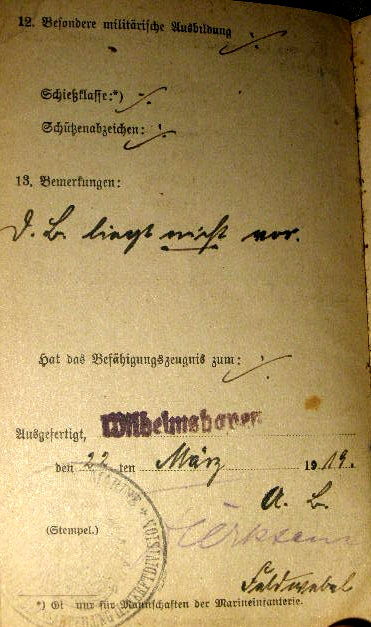 12. Besondere militärische Ausbildung ./.
Schießklasse:*) ./.
Schützenabzeichen: ./.
13. Bemerkungen:
D. B. liegt nicht vor.
Hat das Befähigungszeugnis zum: ./.
Ausgefertigt, Wilhelmshaven
den 22 ten März 1919.
A. B.
(Stempel.)
Feldwebel
*) nur für Mannschaften der Marineinfanterie.